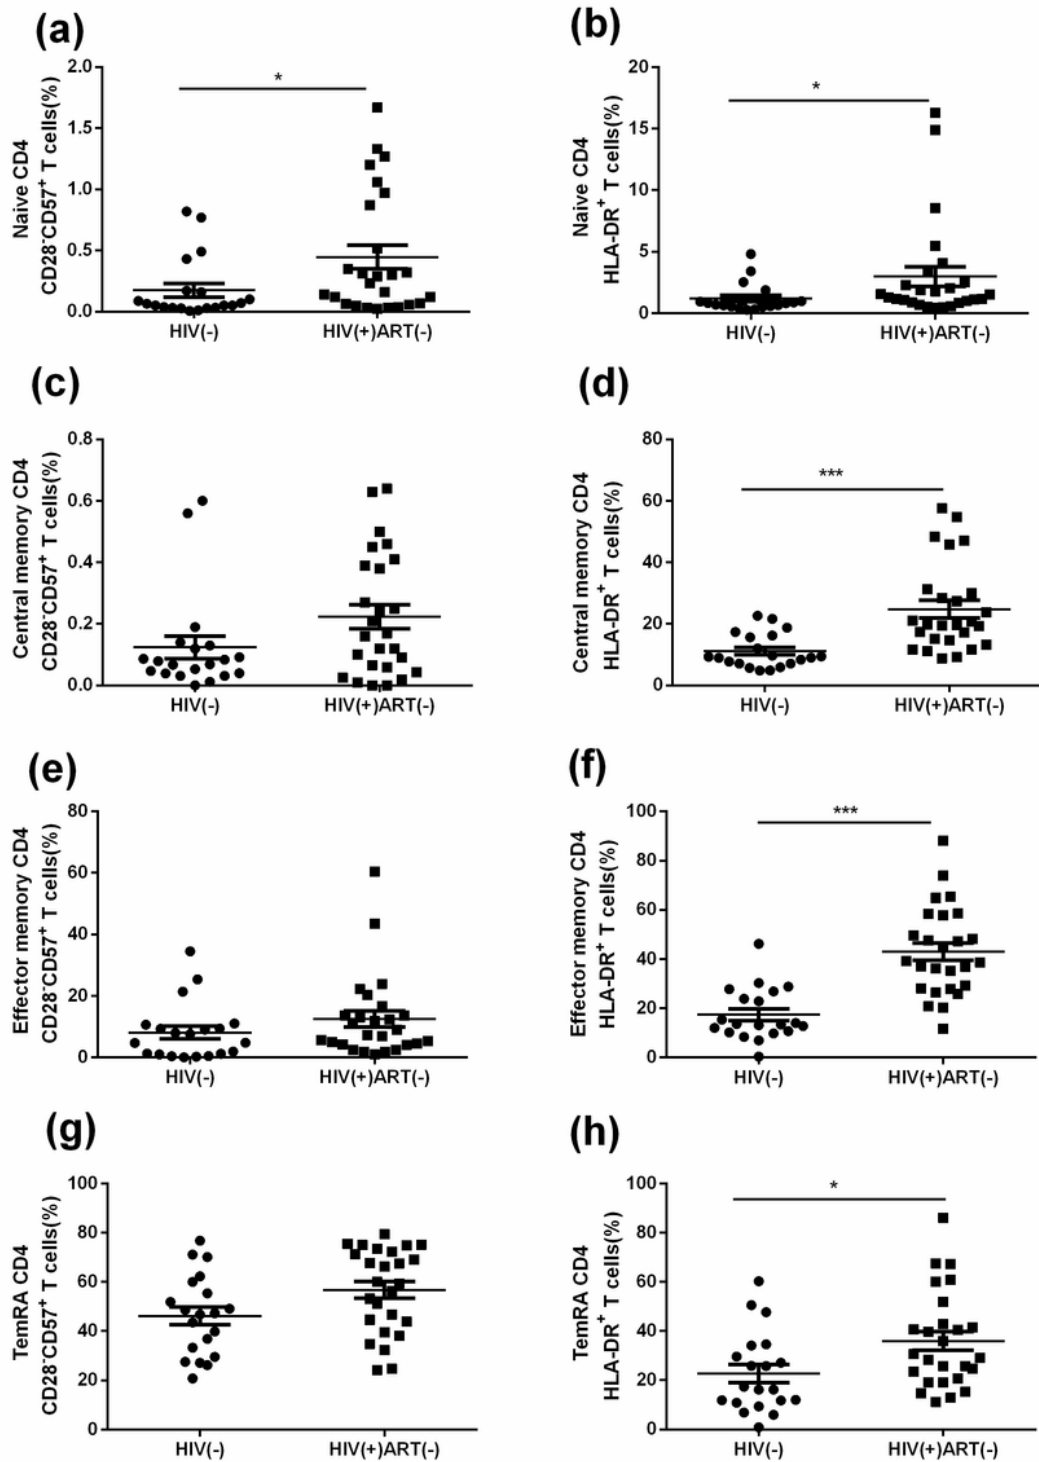 (a)
Naive CD4
CD28⁻CD57⁺ T cells(%)
2.0
1.5
1.0
0.5
0.0
*
HIV(-)
HIV(+)ART(-)
(b)
Naive CD4
HLA-DR⁺ T cells(%)
20
15
10
5
0
*
HIV(-)
HIV(+)ART(-)
(c)
Central memory CD4
CD28⁻CD57⁺ T cells(%)
0.8
0.6
0.4
0.2
0.0
HIV(-)
HIV(+)ART(-)
(d)
Central memory CD4
HLA-DR⁺ T cells(%)
80
60
40
20
0
***
HIV(-)
HIV(+)ART(-)
(e)
Effector memory CD4
CD28⁻CD57⁺ T cells(%)
80
60
40
20
0
HIV(-)
HIV(+)ART(-)
(f)
Effector memory CD4
HLA-DR⁺ T cells(%)
100
80
60
40
20
0
***
HIV(-)
HIV(+)ART(-)
(g)
TemRA CD4
CD28⁻CD57⁺ T cells(%)
100
80
60
40
20
0
HIV(-)
HIV(+)ART(-)
(h)
TemRA CD4
HLA-DR⁺ T cells(%)
100
80
60
40
20
0
*
HIV(-)
HIV(+)ART(-)